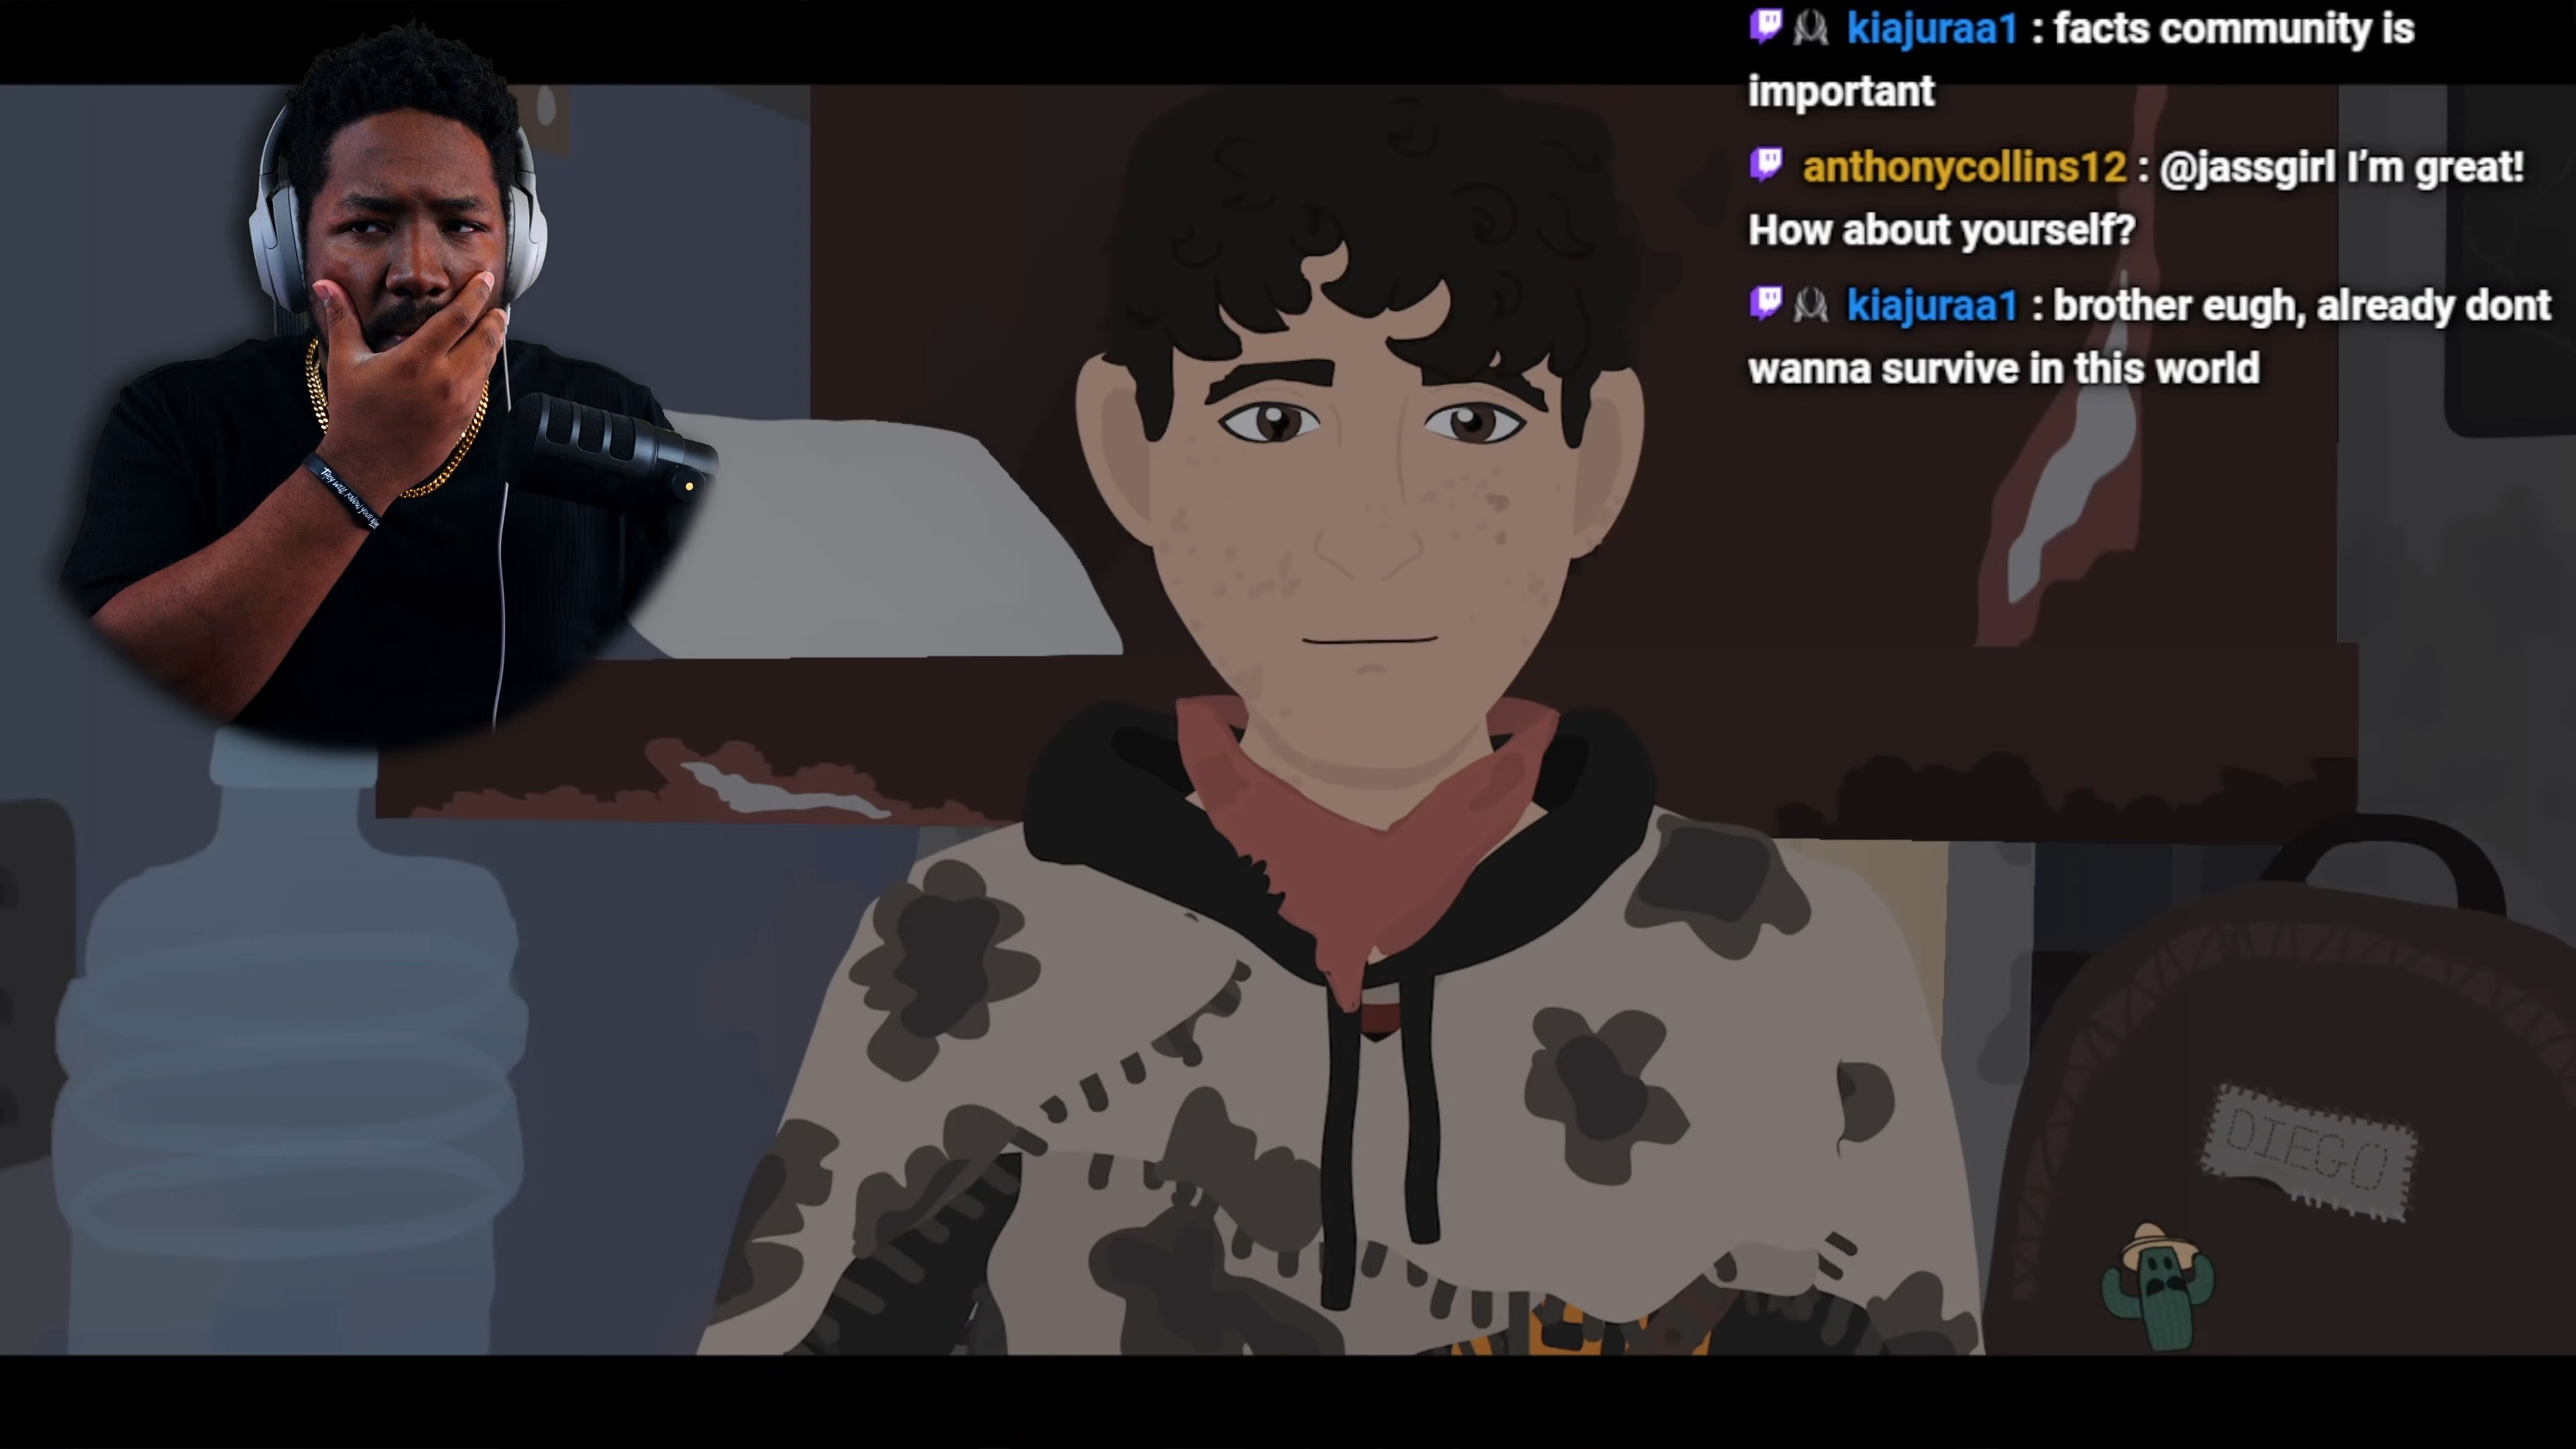 kiajuraa1 : facts community is
important
anthonycollins12 : @jassgirl I'm great!
How about yourself?
kiajuraa1 : brother eugh, already dont
wanna survive in this world
DIEGO